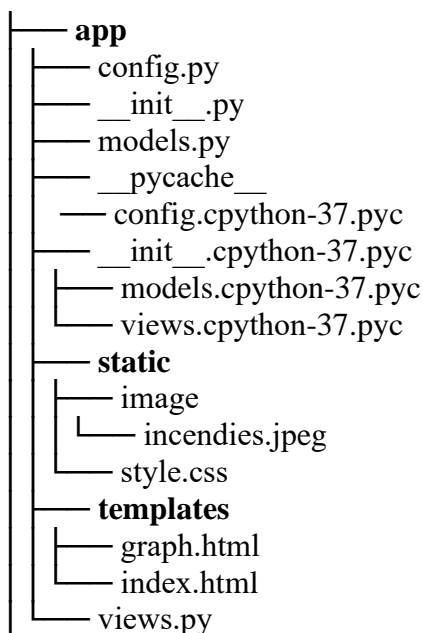 app
config.py
__init__.py
models.py
__pycache__
config.cpython-37.pyc
__init__.cpython-37.pyc
models.cpython-37.pyc
views.cpython-37.pyc
static
image
incendies.jpeg
style.css
templates
graph.html
index.html
views.py